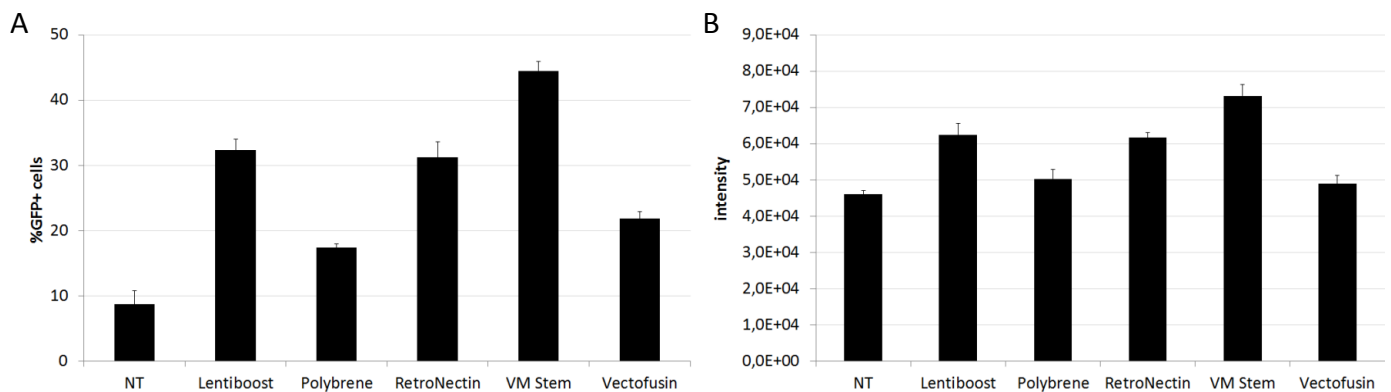 A
50
40
30
20
10
0
%GFP+ cells
NT Lentiboost Polybrene RetroNectin VM Stem Vectofusin
B
9,0E+04
8,0E+04
7,0E+04
6,0E+04
5,0E+04
4,0E+04
3,0E+04
2,0E+04
1,0E+04
0,0E+00
intensity
NT Lentiboost Polybrene RetroNectin VM Stem Vectofusin